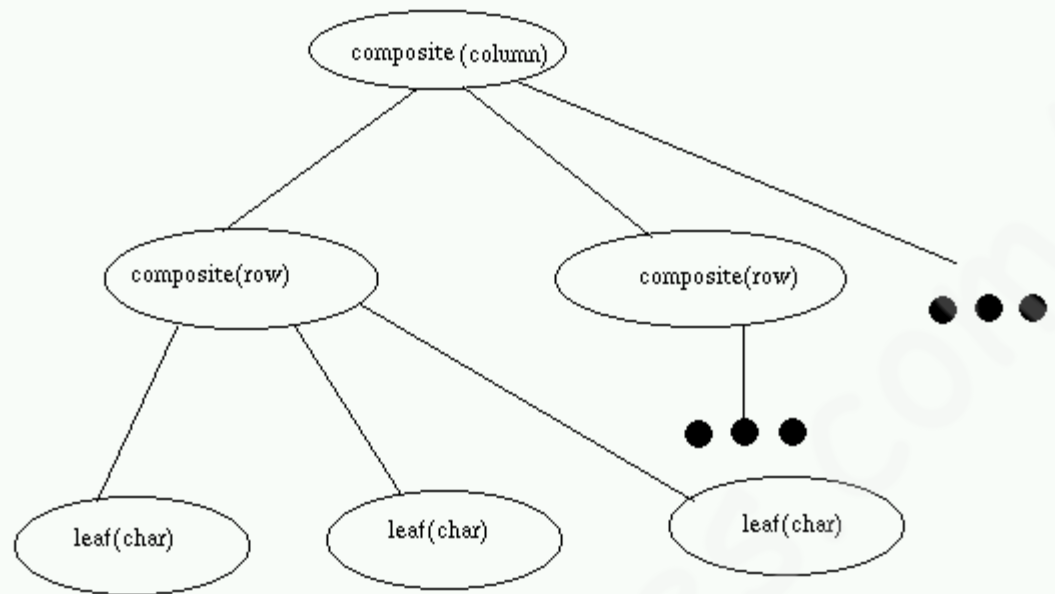 composite (column)
composite(row)
composite(row)
leaf(char)
leaf(char)
leaf(char)